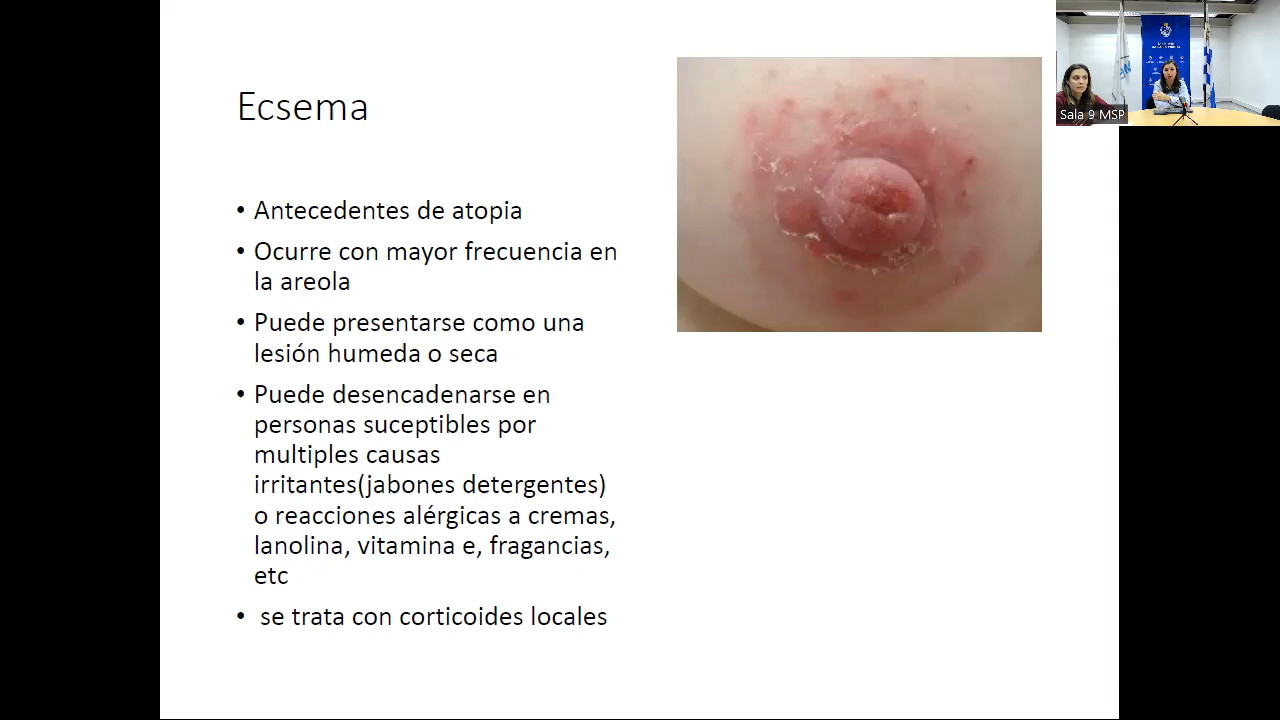 Ecsema
• Antecedentes de atopia
• Ocurre con mayor frecuencia en
la areola
• Puede presentarse como una
lesión humeda o seca
• Puede desencadenarse en
personas suceptibles por
multiples causas
irritantes(jabones detergentes)
o reacciones alérgicas a cremas,
lanolina, vitamina e, fragancias,
etc
• se trata con corticoides locales
Sala 9 MSP